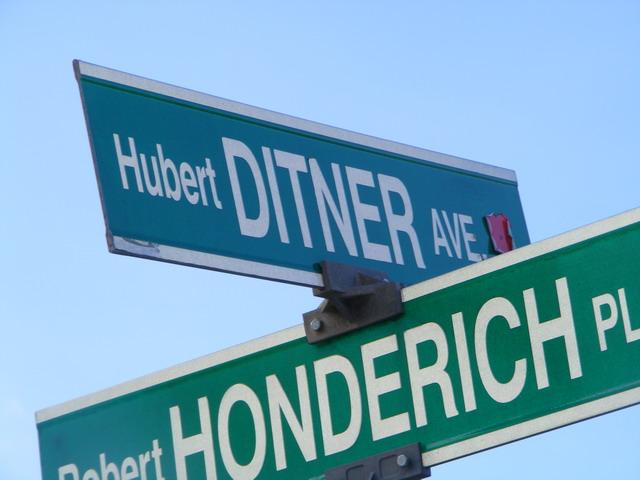 Hubert DITNER AVE.
Robert HONDERICH PL